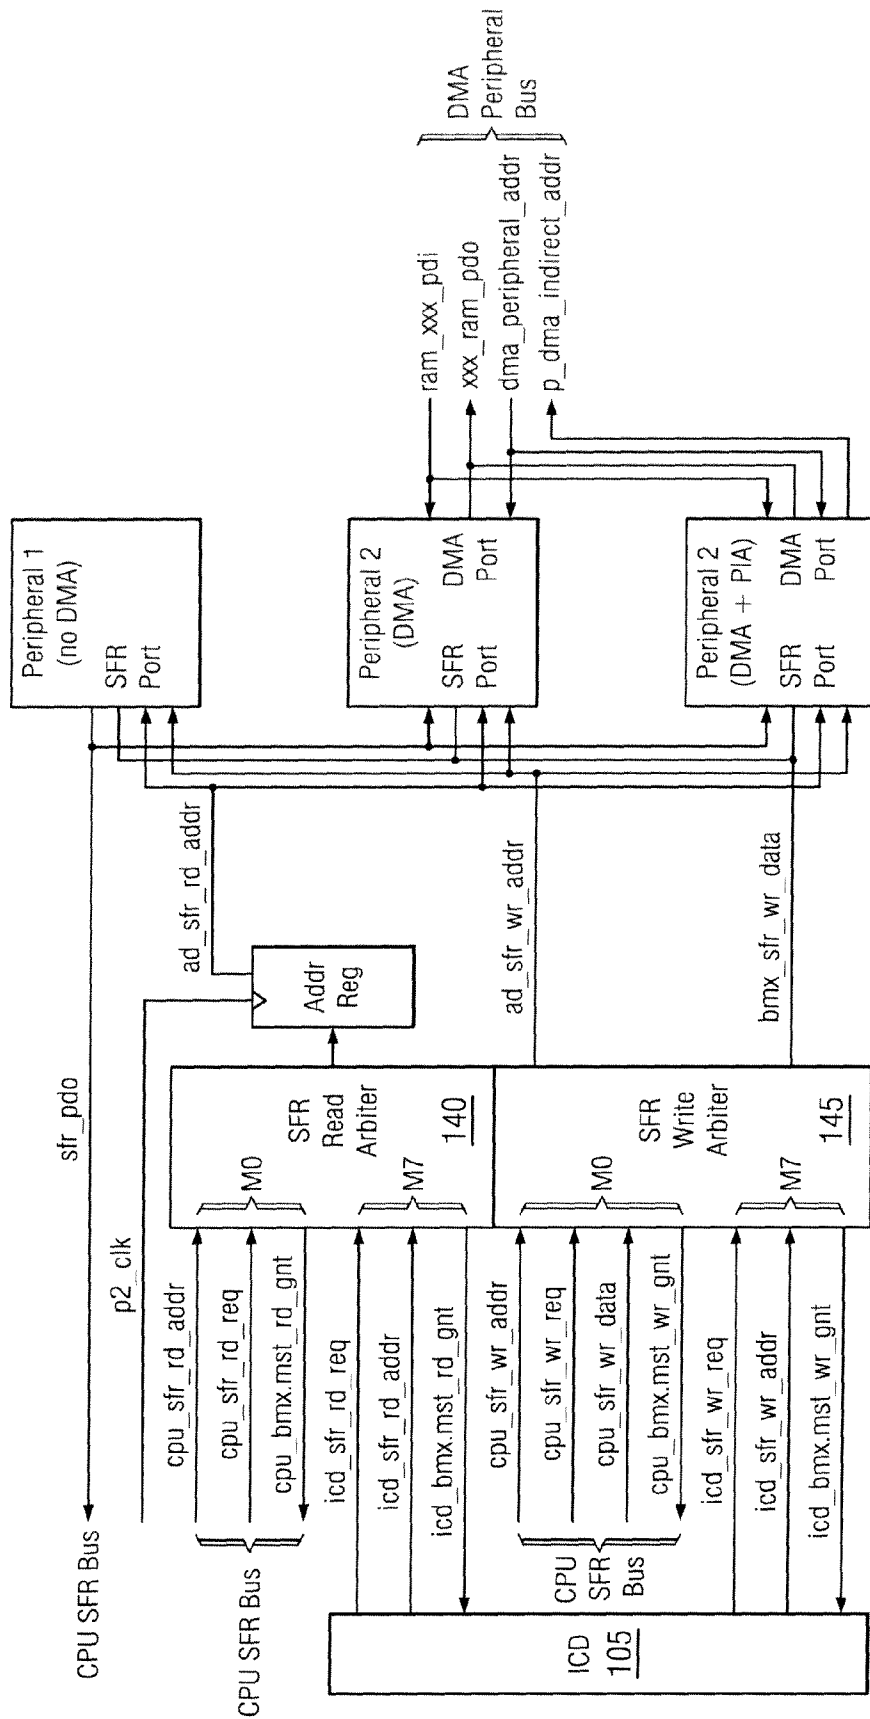 CPU SFR Bus
sfr_pdo
p2_clk
CPU SFR Bus
cpu_sfr_rd_addr
cpu_sfr_rd_req
cpu_bmx.mst_rd_gnt
icd_sfr_rd_req
icd_sfr_rd_addr
icd_bmx.mst_rd_gnt
M0
M7
SFR
Read
Arbiter
140
Addr
Reg
ad_sfr_rd_addr
ICD
105
CPU
SFR
Bus
cpu_sfr_wr_addr
cpu_sfr_wr_req
cpu_sfr_wr_data
cpu_bmx.mst_wr_gnt
icd_sfr_wr_req
icd_sfr_wr_addr
icd_bmx.mst_wr_gnt
M0
M7
SFR
Write
Arbiter
145
ad_sfr_wr_addr
bmx_sfr_wr_data
Peripheral 1
(no DMA)
SFR
Port
Peripheral 2
(DMA)
SFR
Port
DMA
Port
Peripheral 2
(DMA + PIA)
SFR
Port
DMA
Port
ram_xxx_pdi
xxx_ram_pdo
dma_peripheral_addr
p_dma_indirect_addr
DMA
Peripheral
Bus